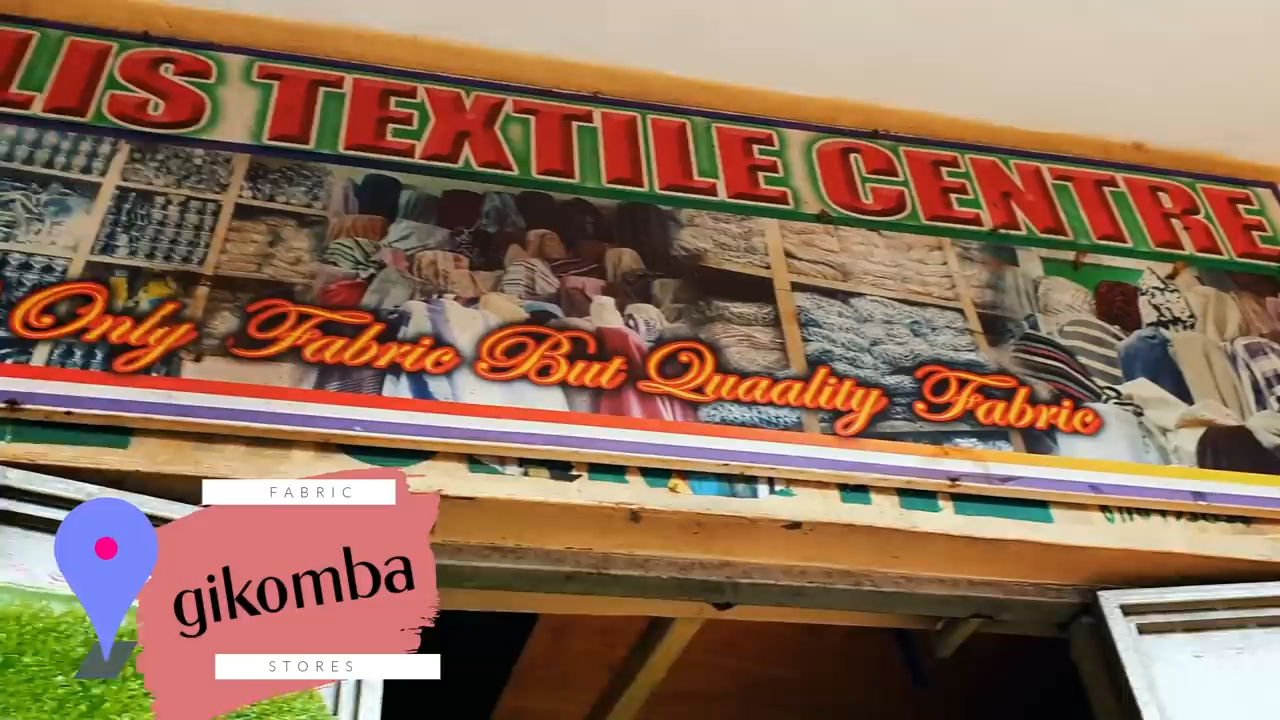 LIS TEXTILE CENTRE
Only Fabric But Quaality Fabric
FABRIC
gikomba
STORES